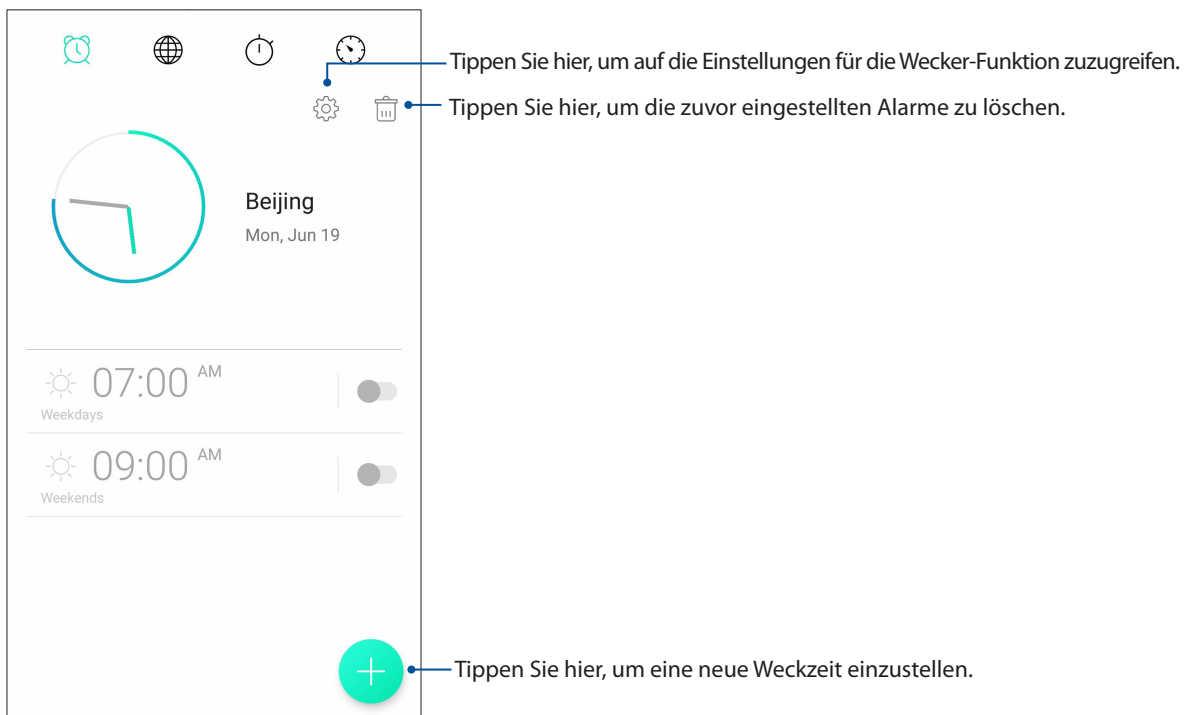 Tippen Sie hier, um auf die Einstellungen für die Wecker-Funktion zuzugreifen.
Tippen Sie hier, um die zuvor eingestellten Alarme zu löschen.
Beijing
Mon, Jun 19
07:00 AM
Weekdays
09:00 AM
Weekends
Tippen Sie hier, um eine neue Weckzeit einzustellen.